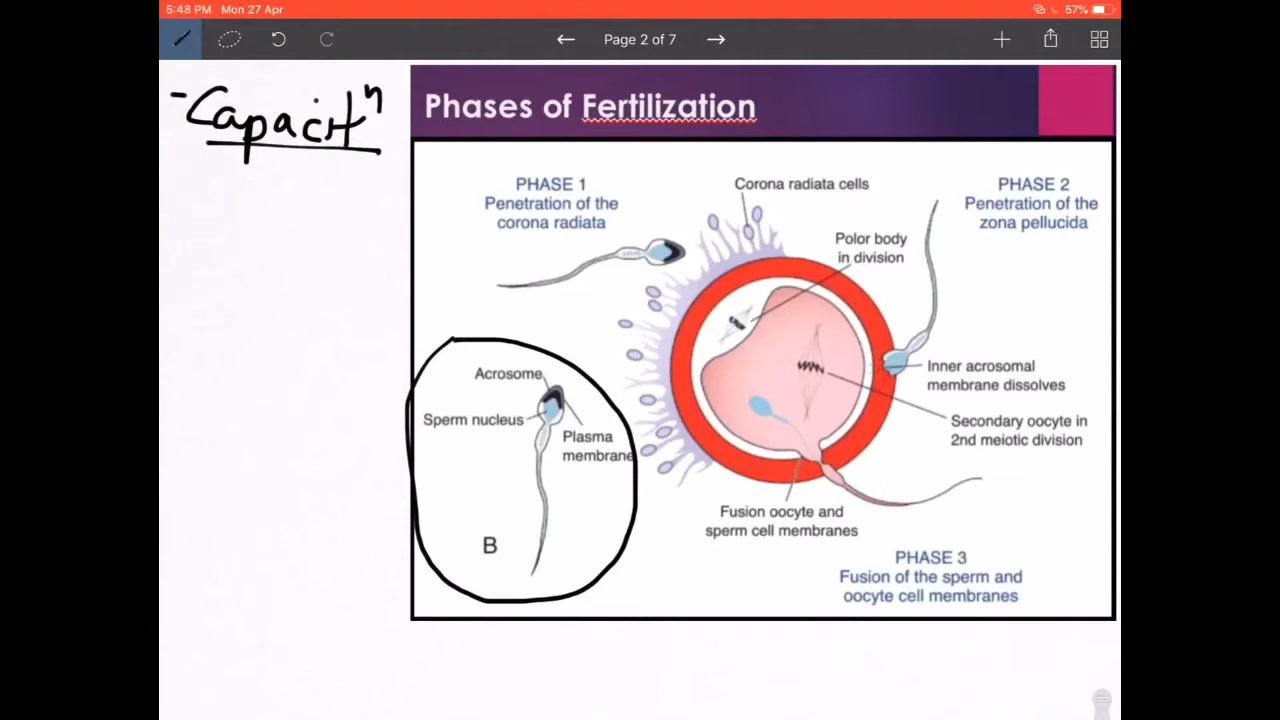 5:48 PM Mon 27 Apr
57%
Page 2 of 7
-Capacitⁿ
Phases of Fertilization
PHASE 1
Penetration of the
corona radiata
Corona radiata cells
PHASE 2
Penetration of the
zona pellucida
Polor body
in division
Inner acrosomal
membrane dissolves
Secondary oocyte in
2nd meiotic division
Acrosome
Sperm nucleus
Plasma
membrane
B
Fusion oocyte and
sperm cell membranes
PHASE 3
Fusion of the sperm and
oocyte cell membranes